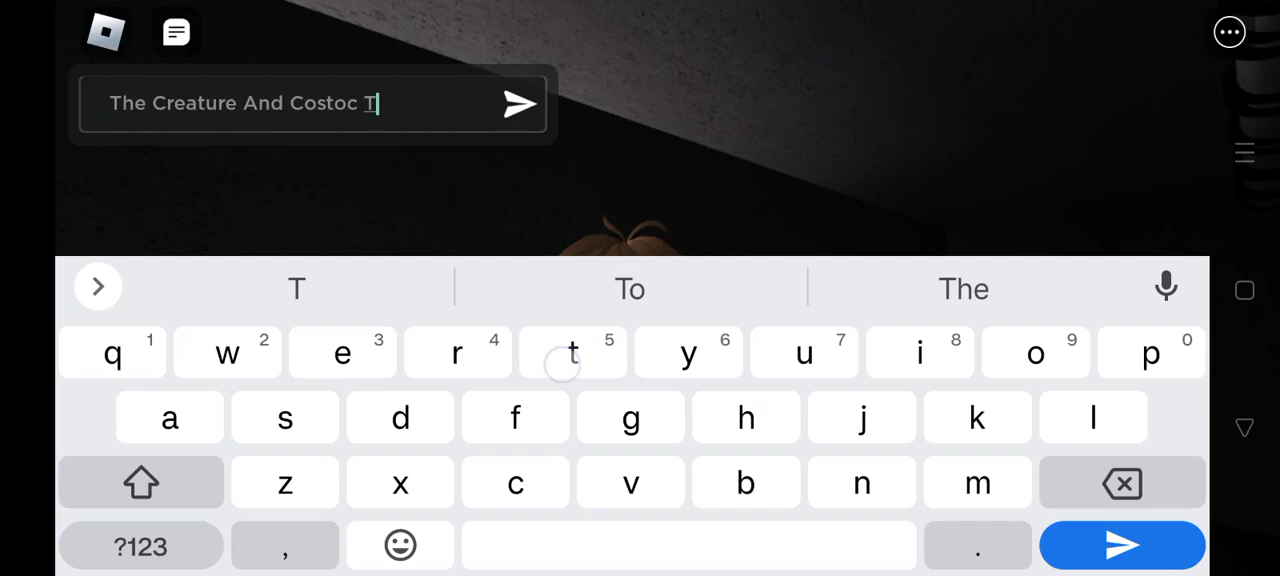 The Creature And Costoc T
T To The
q 1 w 2 e 3 r 4 t 5 y 6 u 7 i 8 o 9 p 0
a s d f g h j k l
z x c v b n m
?123 , .